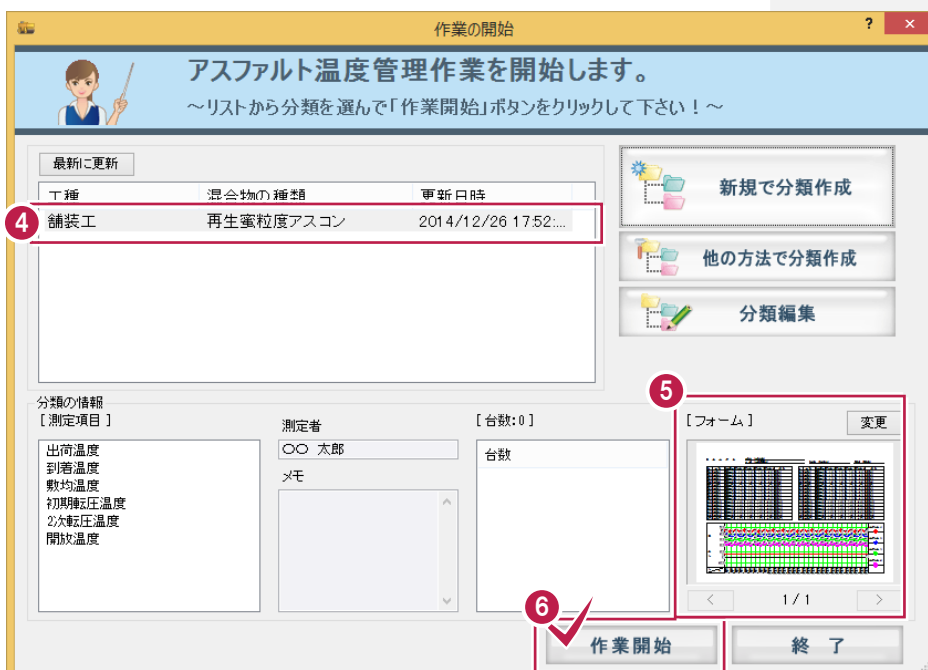 作業の開始
?
×
アスファルト温度管理作業を開始します。
～リストから分類を選んで「作業開始」ボタンをクリックして下さい！～
最新に更新
工種 混合物の種類 更新日時
4
舗装工 再生蜜粒度アスコン 2014/12/26 17:52:...
新規で分類作成
他の方法で分類作成
分類編集
分類の情報
[ 測定項目 ]
出荷温度
到着温度
敷均温度
初期転圧温度
2次転圧温度
開放温度
測定者
〇〇 太郎
メモ
[ 台数:0 ]
台数
5
[ フォーム ]
変更
< 1 / 1 >
6
作業開始
終 了